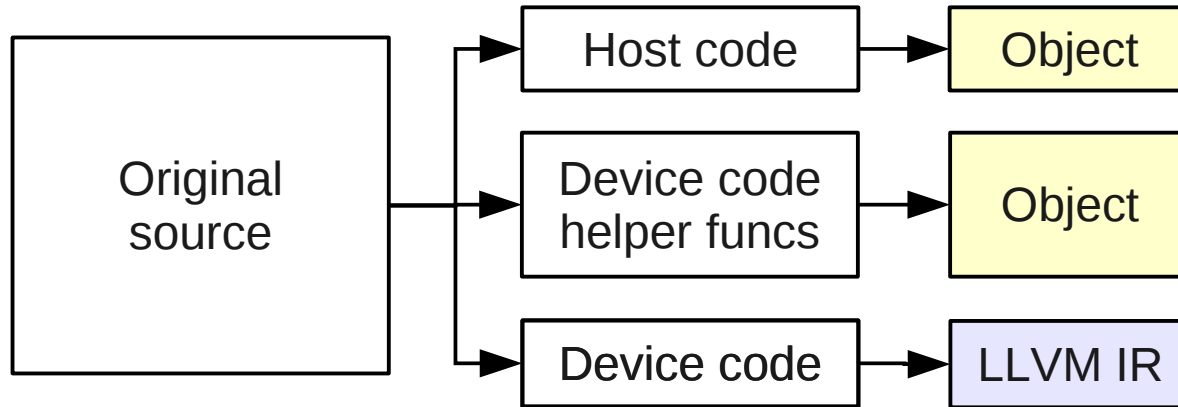 Host code
Object
Original
source
Device code
helper funcs
Object
Device code
LLVM IR